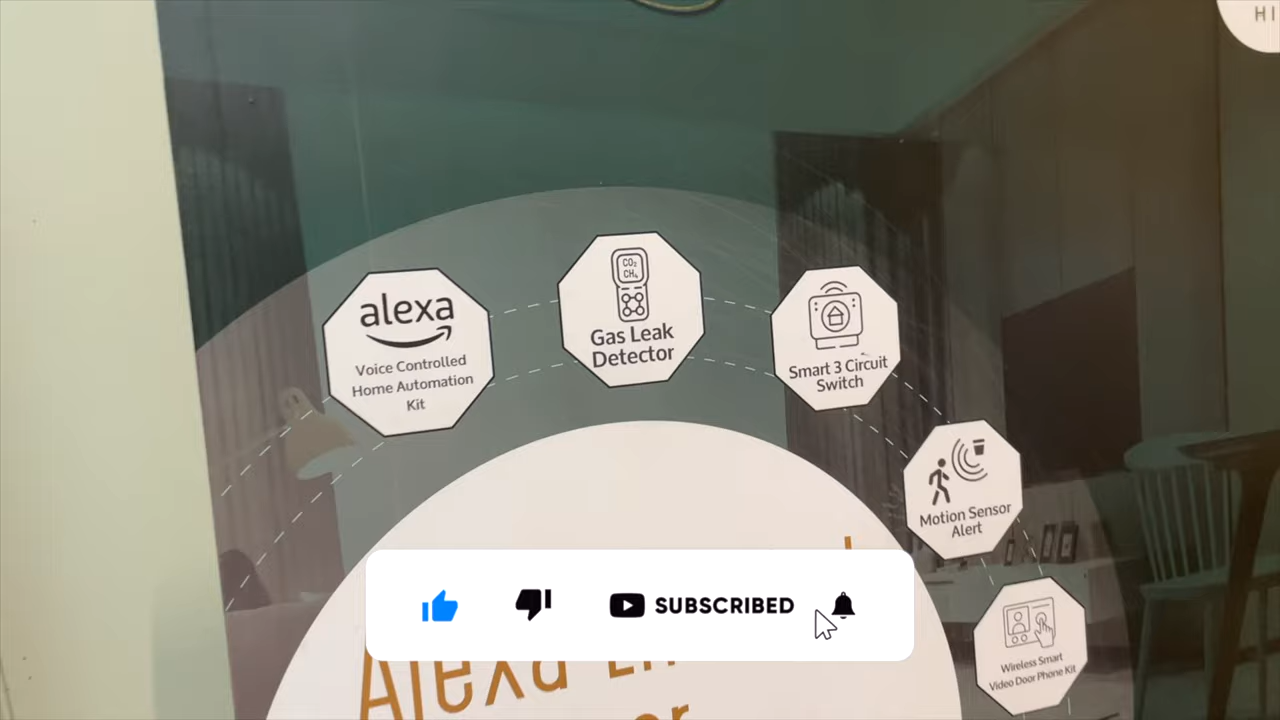 HI
alexa
Voice Controlled
Home Automation
Kit
CO₂
CH₄
Gas Leak
Detector
Smart 3 Circuit
Switch
Motion Sensor
Alert
Wireless Smart
Video Door Phone Kit
SUBSCRIBED
Alexa